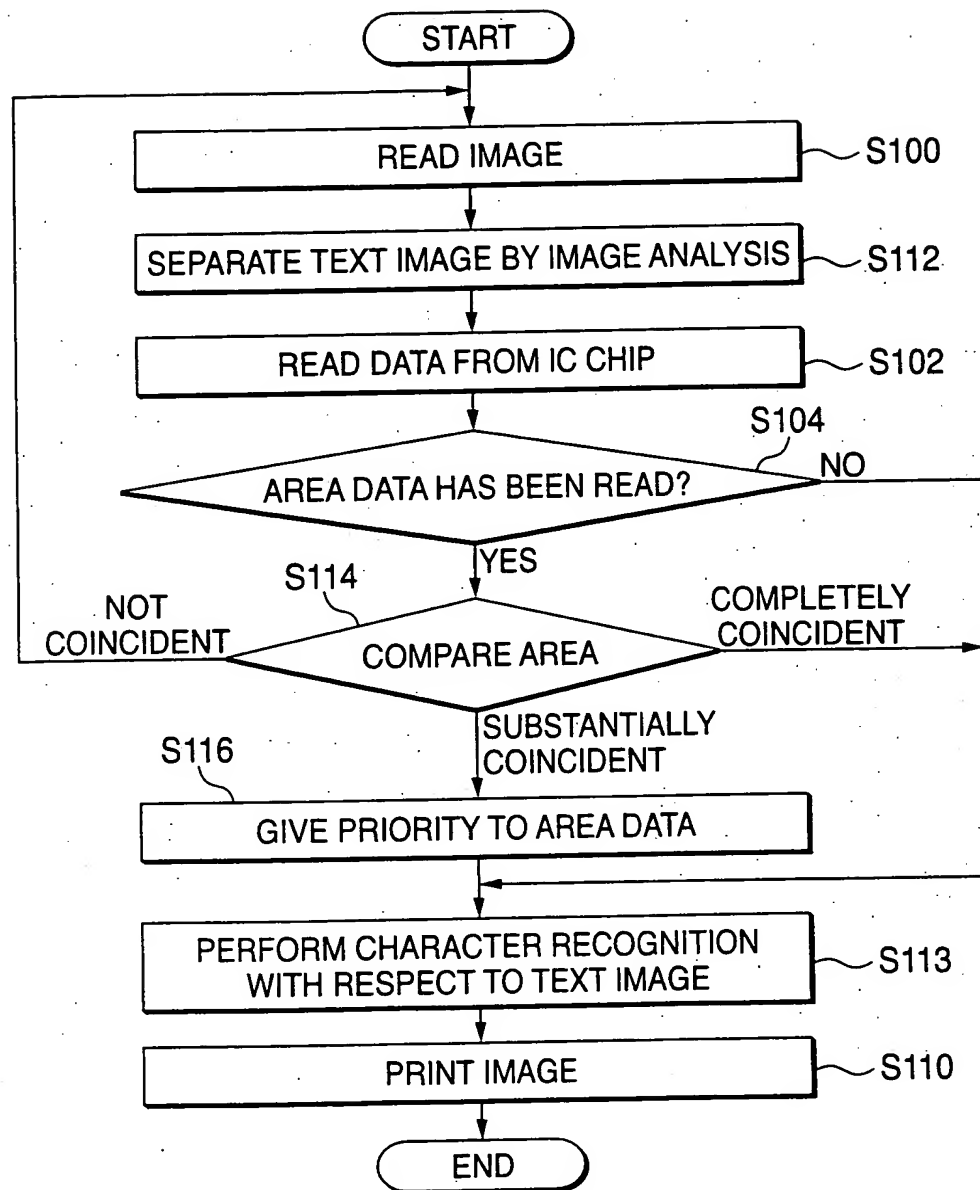 START
READ IMAGE
S100
SEPARATE TEXT IMAGE BY IMAGE ANALYSIS
S112
READ DATA FROM IC CHIP
S102
S104
AREA DATA HAS BEEN READ?
NO
YES
S114
NOT
COINCIDENT
COMPARE AREA
COMPLETELY
COINCIDENT
SUBSTANTIALLY
COINCIDENT
S116
GIVE PRIORITY TO AREA DATA
PERFORM CHARACTER RECOGNITION
WITH RESPECT TO TEXT IMAGE
S113
PRINT IMAGE
S110
END